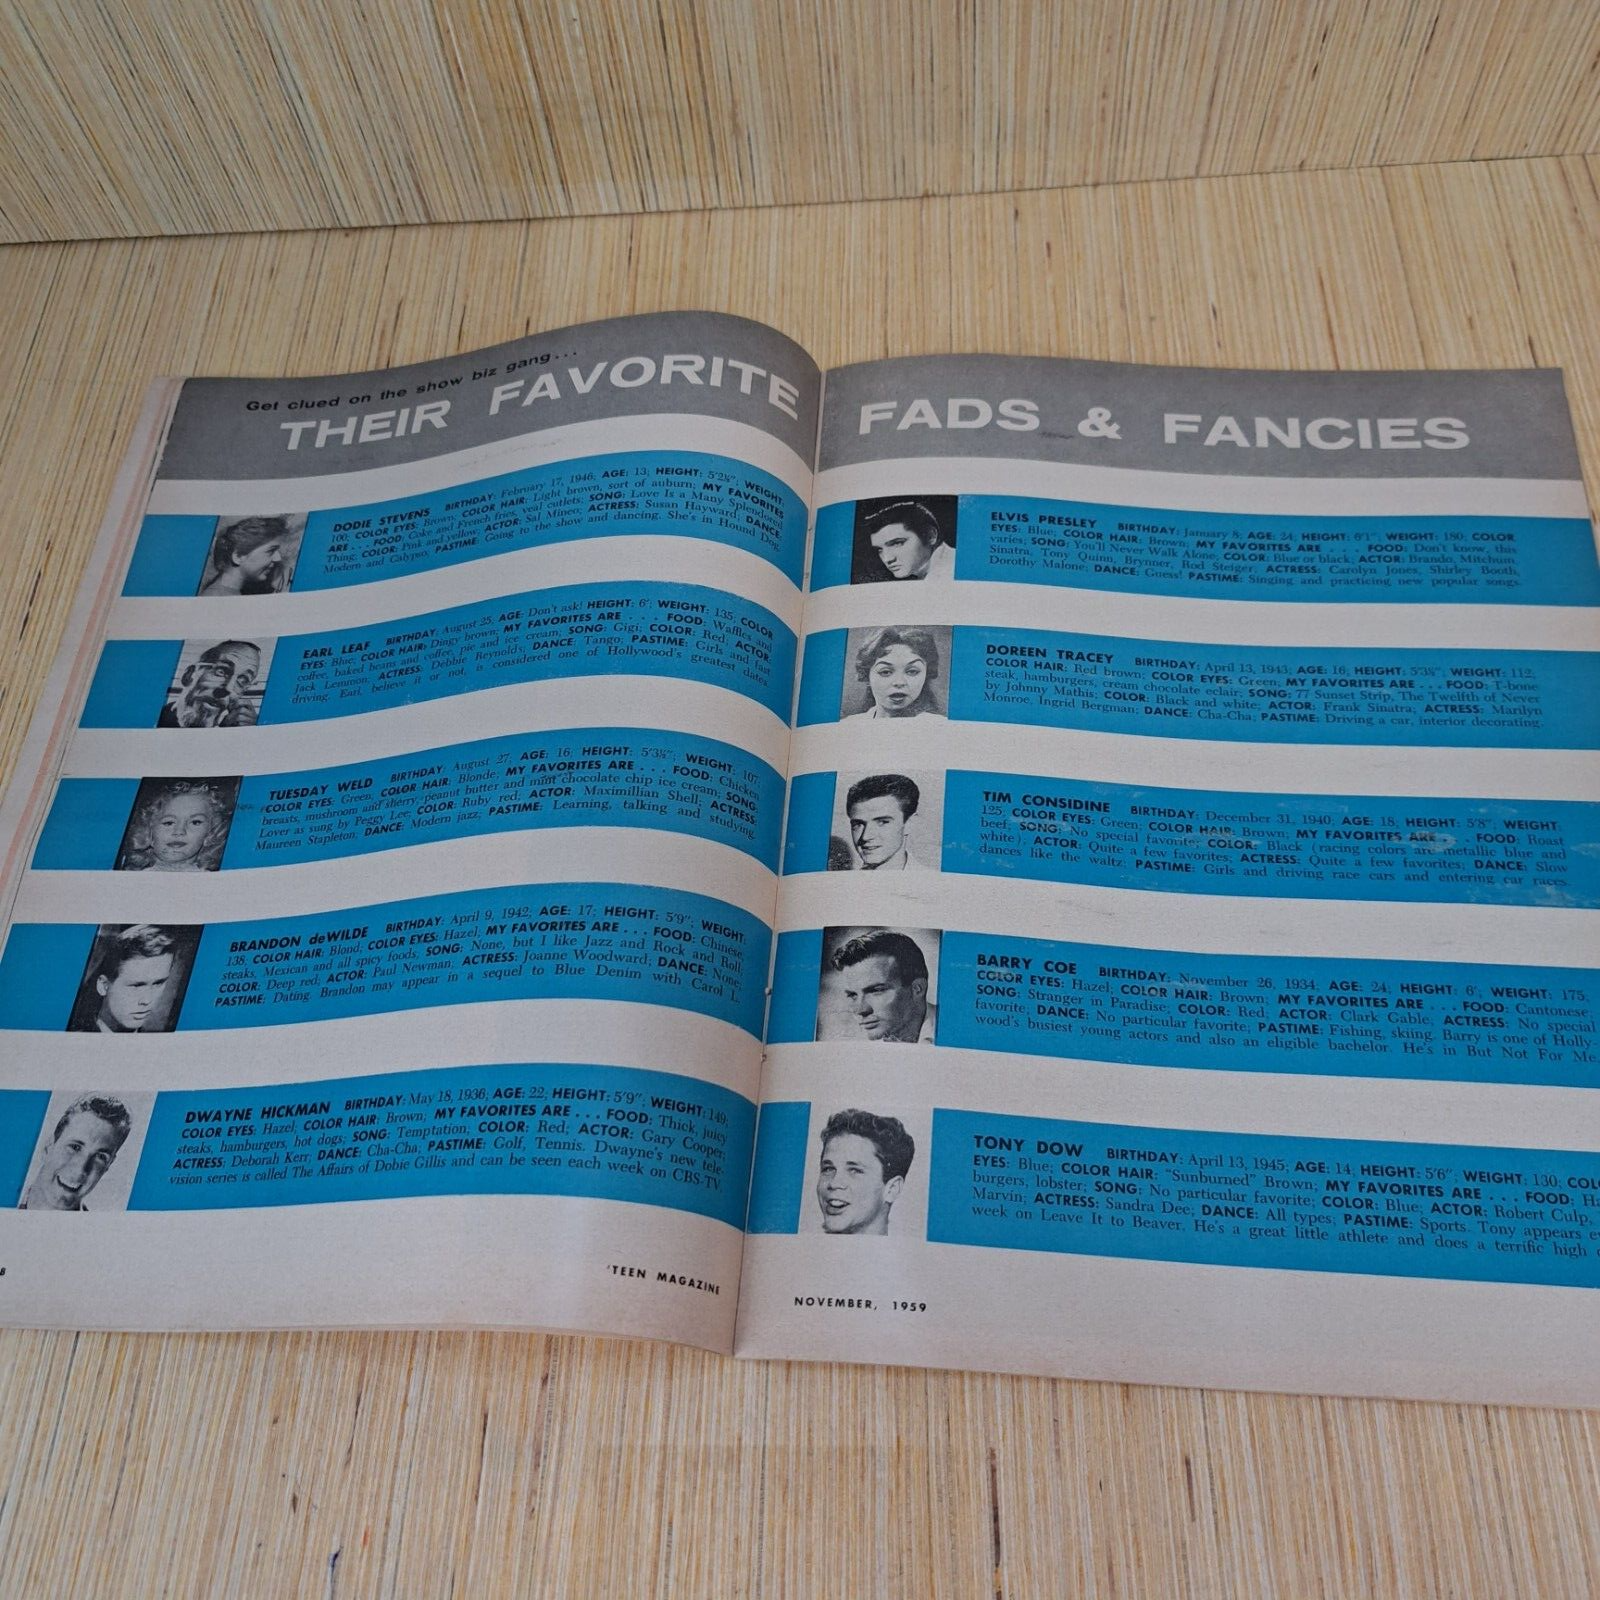 Get clued on the show biz gang...
THEIR FAVORITE FADS & FANCIES
DODIE STEVENS BIRTHDAY: February 17, 1946; AGE: 13; HEIGHT: 5'2½"; WEIGHT:
100; COLOR EYES: Brown; COLOR HAIR: Light brown, sort of auburn; MY FAVORITES
ARE . . . FOOD: Coke and French fries, veal cutlets; SONG: Love Is a Many Splendored
Thing; COLOR: Pink and yellow; ACTOR: Sal Mineo; ACTRESS: Susan Hayward; DANCE:
Modern and Calypso; PASTIME: Going to the show and dancing. She's in Hound Dog
EARL LEAF BIRTHDAY: August 25, AGE: Don't ask! HEIGHT: 6'; WEIGHT: 135; COLOR
EYES: Blue; COLOR HAIR: Dingy brown; MY FAVORITES ARE . . . FOOD: Waffles and
coffee, baked beans and coffee, pie and ice cream; SONG: Gigi; COLOR: Red; ACTOR:
Jack Lemmon; ACTRESS: Debbie Reynolds; DANCE: Tango; PASTIME: Girls and fast
driving. Earl, believe it or not, is considered one of Hollywood's greatest dates.
TUESDAY WELD BIRTHDAY: August 27, AGE: 16; HEIGHT: 5'3¾"; WEIGHT: 107;
COLOR EYES: Green; COLOR HAIR: Blonde; MY FAVORITES ARE . . . FOOD: Chicken
breasts, mushroom and sherry, peanut butter and mint chocolate chip ice cream; SONG:
Lover as sung by Peggy Lee; COLOR: Ruby red; ACTOR: Maximillian Shell; ACTRESS:
Maureen Stapleton; DANCE: Modern jazz; PASTIME: Learning, talking and studying.
BRANDON deWILDE BIRTHDAY: April 9, 1942; AGE: 17; HEIGHT: 5'9"; WEIGHT:
138; COLOR HAIR: Blond; COLOR EYES: Hazel; MY FAVORITES ARE . . . FOOD: Chinese,
steaks, Mexican and all spicy foods; SONG: None, but I like Jazz and Rock and Roll;
COLOR: Deep red; ACTOR: Paul Newman; ACTRESS: Joanne Woodward; DANCE: None;
PASTIME: Dating. Brandon may appear in a sequel to Blue Denim with Carol L.
DWAYNE HICKMAN BIRTHDAY: May 18, 1936; AGE: 22; HEIGHT: 5'9"; WEIGHT: 149;
COLOR EYES: Hazel; COLOR HAIR: Brown; MY FAVORITES ARE . . . FOOD: Thick, juicy
steaks, hamburgers, hot dogs; SONG: Temptation; COLOR: Red; ACTOR: Gary Cooper;
ACTRESS: Deborah Kerr; DANCE: Cha-Cha; PASTIME: Golf, Tennis. Dwayne's new tele-
vision series is called The Affairs of Dobie Gillis and can be seen each week on CBS-TV.
'TEEN MAGAZINE
ELVIS PRESLEY BIRTHDAY: January 8; AGE: 24; HEIGHT: 6'1"; WEIGHT: 180; COLOR
EYES: Blue; COLOR HAIR: Brown; MY FAVORITES ARE . . . FOOD: Don't know, this
varies; SONG: You'll Never Walk Alone; COLOR: Blue or black; ACTOR: Brando, Mitchum,
Sinatra, Tony Quinn, Brynner, Rod Steiger; ACTRESS: Carolyn Jones, Shirley Booth,
Dorothy Malone; DANCE: Guess! PASTIME: Singing and practicing new popular songs.
DOREEN TRACEY BIRTHDAY: April 13, 1943; AGE: 16; HEIGHT: 5'3¾"; WEIGHT: 112;
COLOR HAIR: Red brown; COLOR EYES: Green; MY FAVORITES ARE . . . FOOD: T-bone
steak, hamburgers, cream chocolate eclair; SONG: 77 Sunset Strip, The Twelfth of Never
by Johnny Mathis; COLOR: Black and white; ACTOR: Frank Sinatra; ACTRESS: Marilyn
Monroe, Ingrid Bergman; DANCE: Cha-Cha; PASTIME: Driving a car, interior decorating.
TIM CONSIDINE BIRTHDAY: December 31, 1940; AGE: 18; HEIGHT: 5'8"; WEIGHT:
125; COLOR EYES: Green; COLOR HAIR: Brown; MY FAVORITES ARE . . . FOOD: Roast
beef; SONG: No special favorite; COLOR: Black (racing colors are metallic blue and
white); ACTOR: Quite a few favorites; ACTRESS: Quite a few favorites; DANCE: Slow
dances like the waltz; PASTIME: Girls and driving race cars and entering car races.
BARRY COE BIRTHDAY: November 26, 1934; AGE: 24; HEIGHT: 6'; WEIGHT: 175;
COLOR EYES: Hazel; COLOR HAIR: Brown; MY FAVORITES ARE . . . FOOD: Cantonese;
SONG: Stranger in Paradise; COLOR: Red; ACTOR: Clark Gable; ACTRESS: No special
favorite; DANCE: No particular favorite; PASTIME: Fishing, skiing. Barry is one of Holly-
wood's busiest young actors and also an eligible bachelor. He's in But Not For Me.
TONY DOW BIRTHDAY: April 13, 1945; AGE: 14; HEIGHT: 5'6"; WEIGHT: 130; COL
EYES: Blue; COLOR HAIR: "Sunburned" Brown; MY FAVORITES ARE . . . FOOD: Ha
burgers, lobster; SONG: No particular favorite; COLOR: Blue; ACTOR: Robert Culp,
Marvin; ACTRESS: Sandra Dee; DANCE: All types; PASTIME: Sports. Tony appears e
week on Leave It to Beaver. He's a great little athlete and does a terrific high
NOVEMBER, 1959